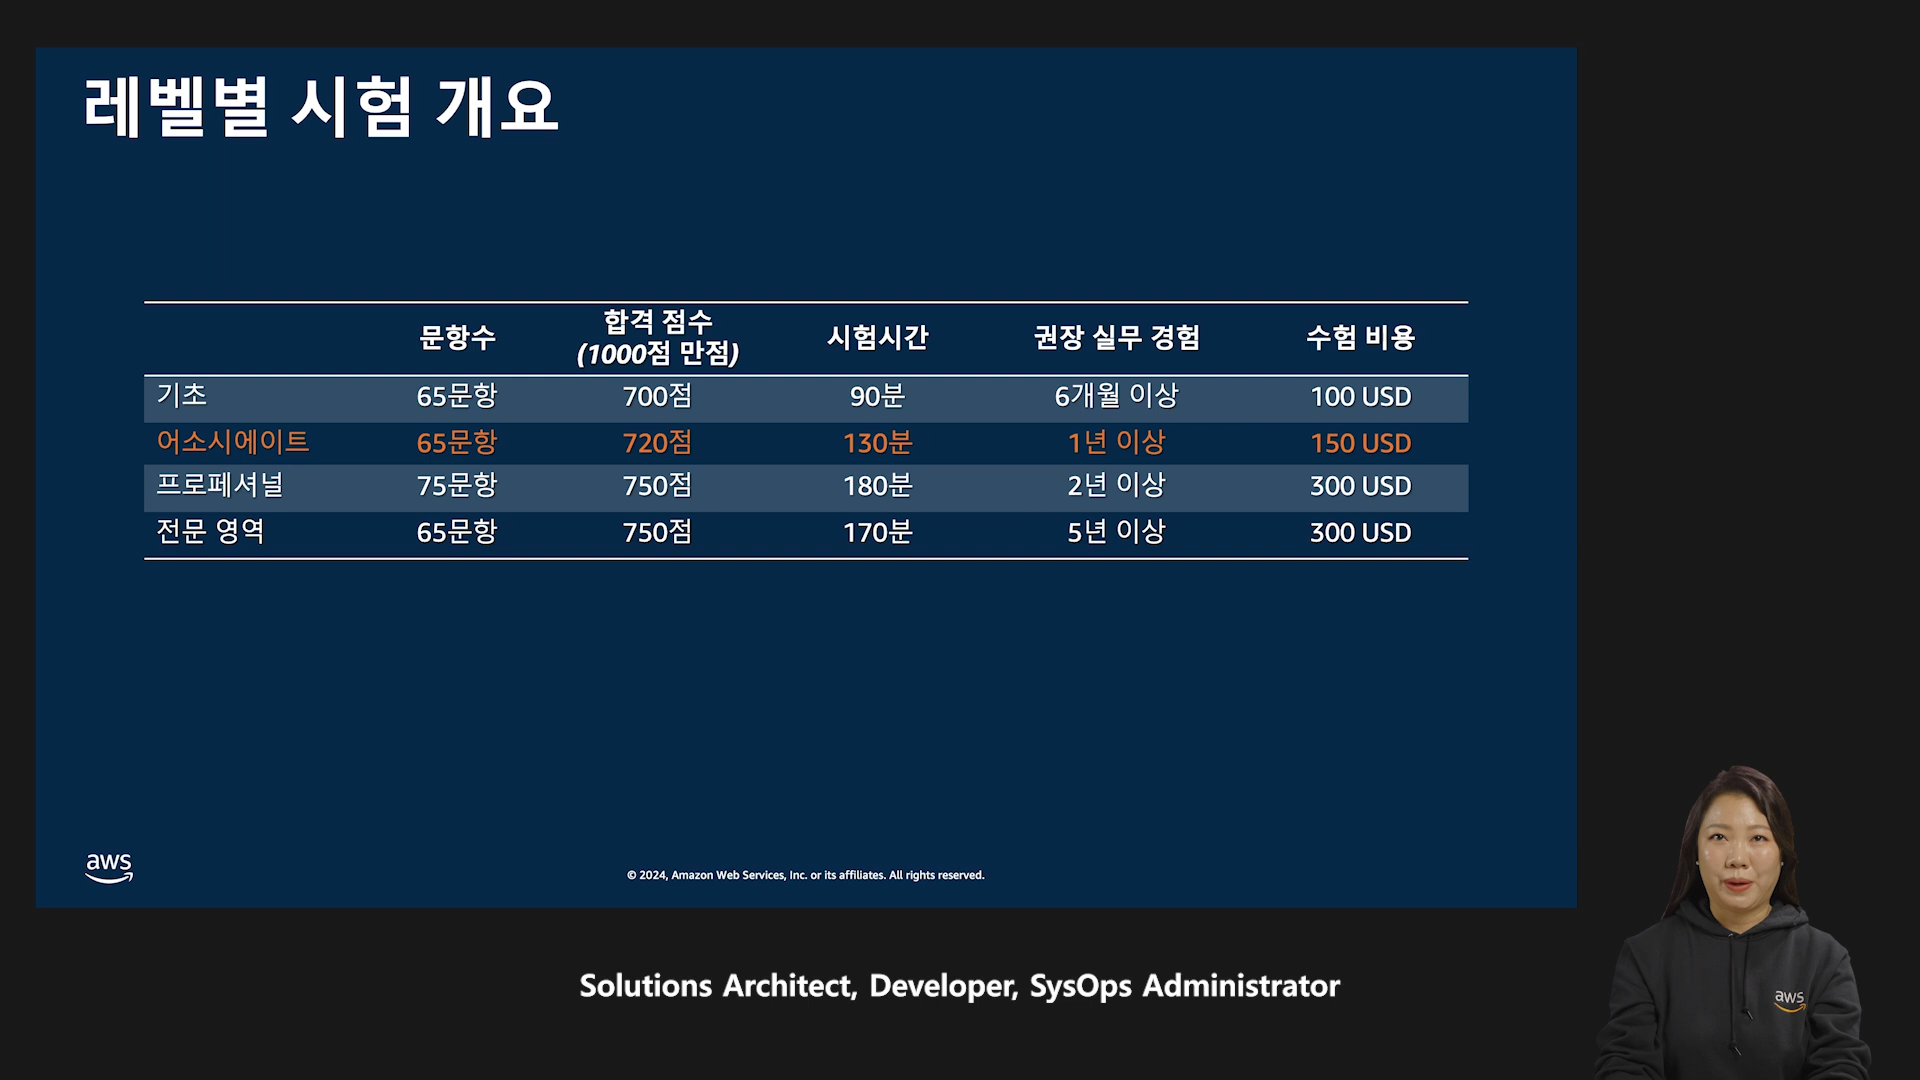 레벨별 시험 개요
문항수 합격 점수 (1000점 만점) 시험시간 권장 실무 경험 수험 비용
기초 65문항 700점 90분 6개월 이상 100 USD
어소시에이트 65문항 720점 130분 1년 이상 150 USD
프로페셔널 75문항 750점 180분 2년 이상 300 USD
전문 영역 65문항 750점 170분 5년 이상 300 USD
aws
© 2024, Amazon Web Services, Inc. or its affiliates. All rights reserved.
aws
Solutions Architect, Developer, SysOps Administrator